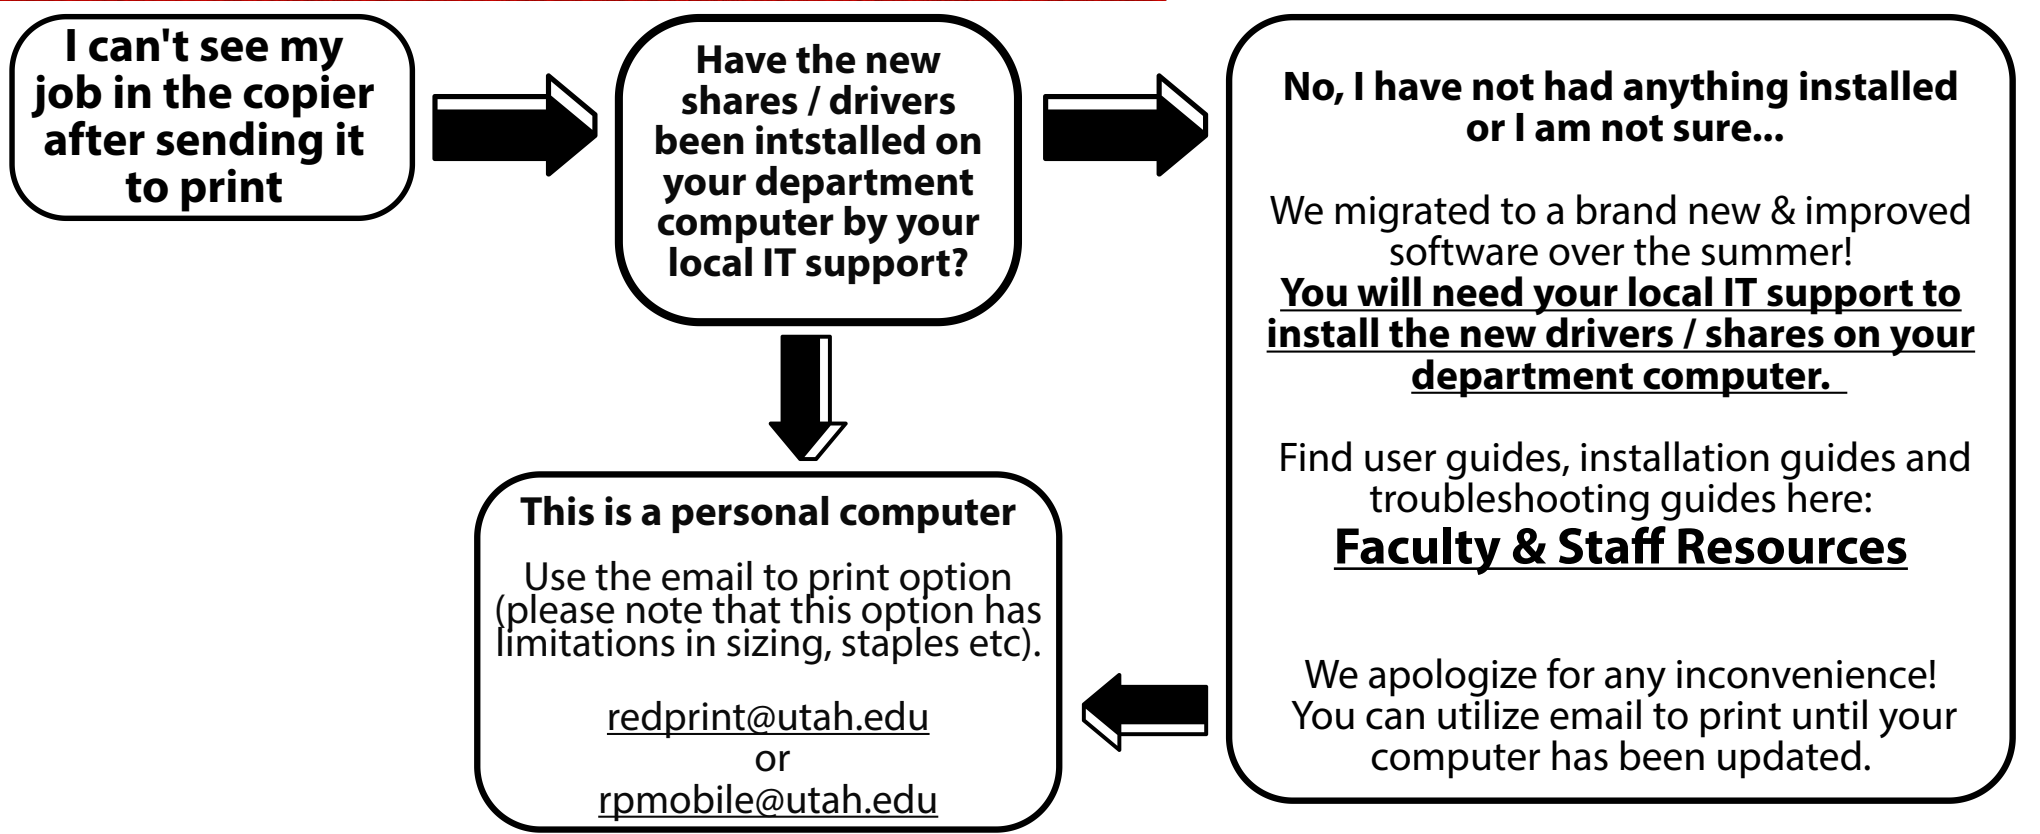 I can't see my
job in the copier
after sending it
to print
Have the new
shares / drivers
been intstalled on
your department
computer by your
local IT support?
No, I have not had anything installed
or I am not sure...
We migrated to a brand new & improved
software over the summer!
You will need your local IT support to
install the new drivers / shares on your
department computer.
Find user guides, installation guides and
troubleshooting guides here:
Faculty & Staff Resources
We apologize for any inconvenience!
You can utilize email to print until your
computer has been updated.
This is a personal computer
Use the email to print option
(please note that this option has
limitations in sizing, staples etc).
redprint@utah.edu
or
rpmobile@utah.edu